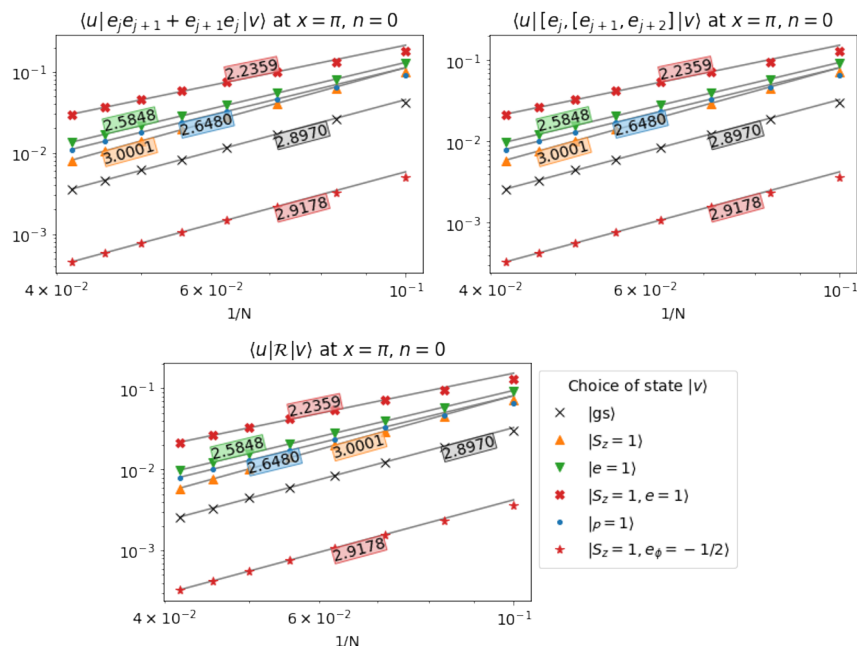 ⟨u| e_j e_{j+1} + e_{j+1} e_j |v⟩ at x = π, n = 0
10^{-1}
10^{-2}
10^{-3}
2.2359
2.5848
2.6480
2.8970
3.0001
2.9178
4 × 10^{-2}
6 × 10^{-2}
10^{-1}
1/N
⟨u| [e_j, [e_{j+1}, e_{j+2}] |v⟩ at x = π, n = 0
10^{-1}
10^{-2}
10^{-3}
2.2359
2.5848
2.6480
2.8970
3.0001
2.9178
4 × 10^{-2}
6 × 10^{-2}
10^{-1}
1/N
⟨u|ℛ|v⟩ at x = π, n = 0
10^{-1}
10^{-2}
10^{-3}
2.2359
2.5848
3.0001
2.8970
2.6480
2.9178
4 × 10^{-2}
6 × 10^{-2}
10^{-1}
1/N
Choice of state |v⟩
|gs⟩
|S_z = 1⟩
|e = 1⟩
|S_z = 1, e = 1⟩
|p = 1⟩
|S_z = 1, e_ϕ = −1/2⟩